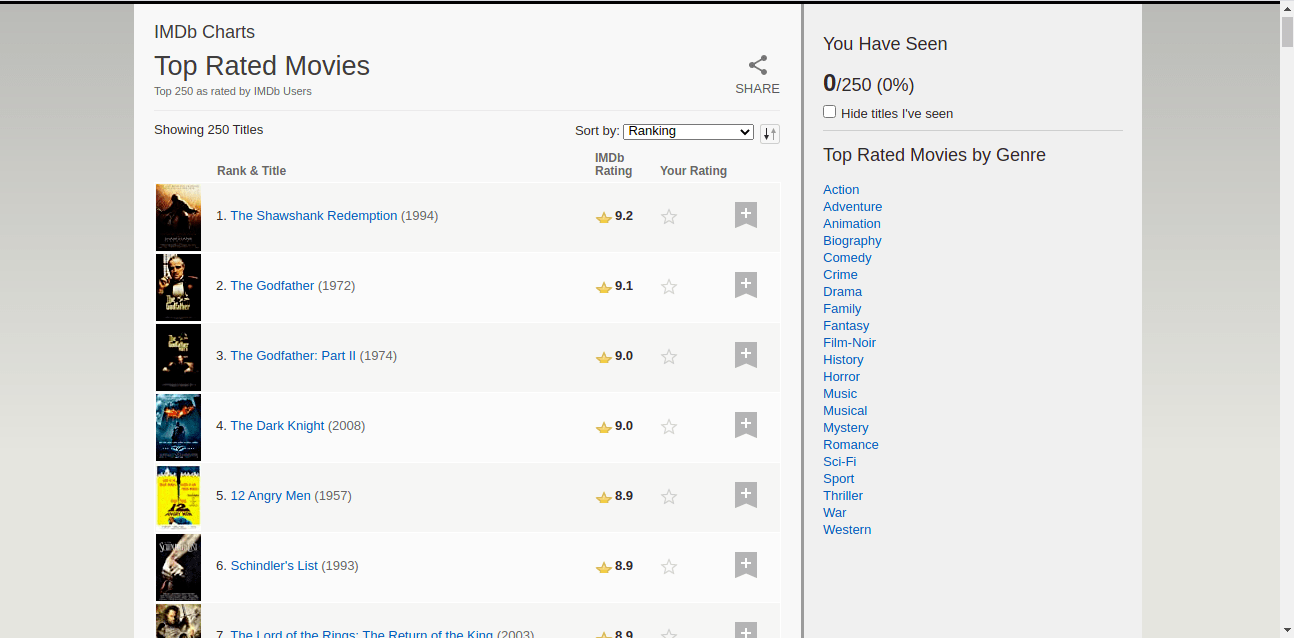 IMDb Charts
Top Rated Movies
Top 250 as rated by IMDb Users
SHARE
Showing 250 Titles
Sort by: Ranking
Rank & Title
IMDb
Rating
Your Rating
1. The Shawshank Redemption (1994)
9.2
2. The Godfather (1972)
9.1
3. The Godfather: Part II (1974)
9.0
4. The Dark Knight (2008)
9.0
5. 12 Angry Men (1957)
8.9
6. Schindler's List (1993)
8.9
7. The Lord of the Rings: The Return of the King (2003)
8.9
You Have Seen
0/250 (0%)
Hide titles I've seen
Top Rated Movies by Genre
Action
Adventure
Animation
Biography
Comedy
Crime
Drama
Family
Fantasy
Film-Noir
History
Horror
Music
Musical
Mystery
Romance
Sci-Fi
Sport
Thriller
War
Western